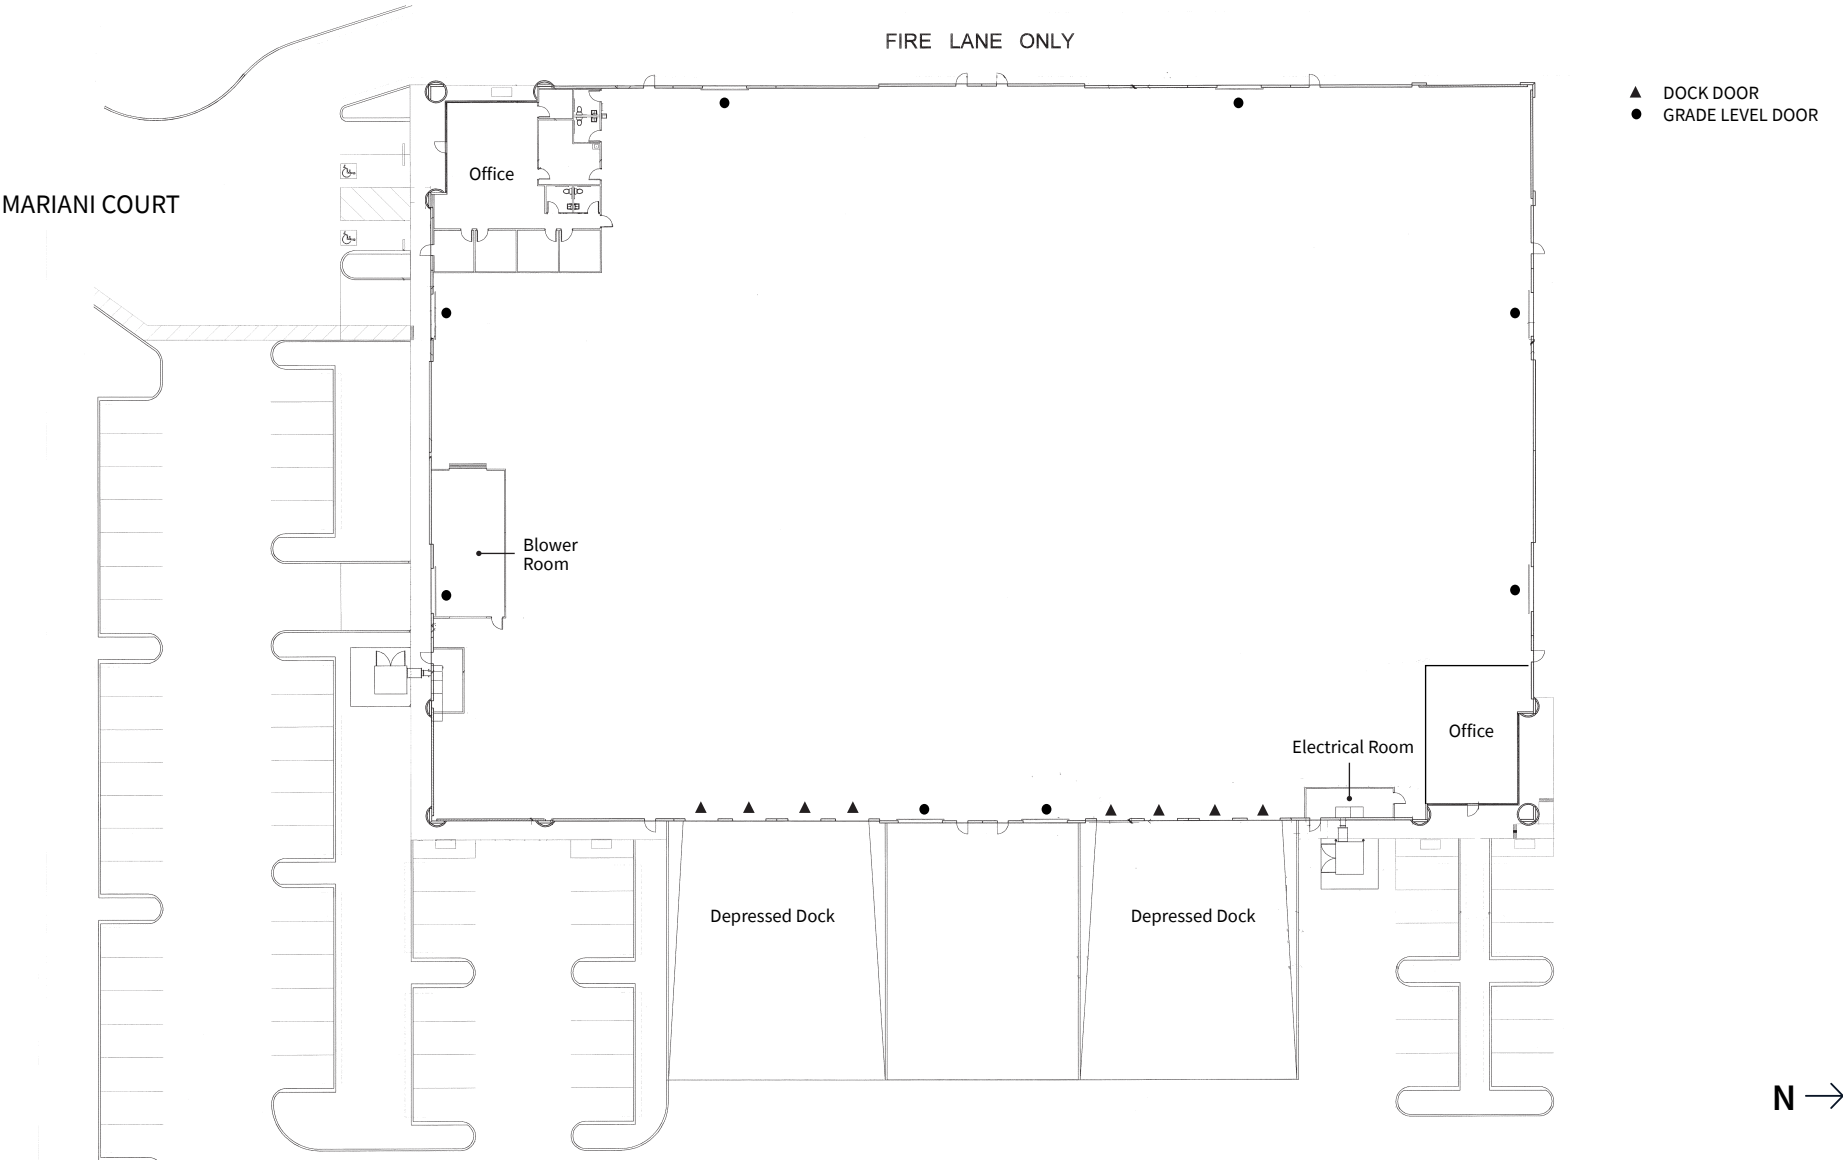 FIRE LANE ONLY
DOCK DOOR
GRADE LEVEL DOOR
Office
MARIANI COURT
Blower
Room
Office
Electrical Room
Depressed Dock
Depressed Dock
N